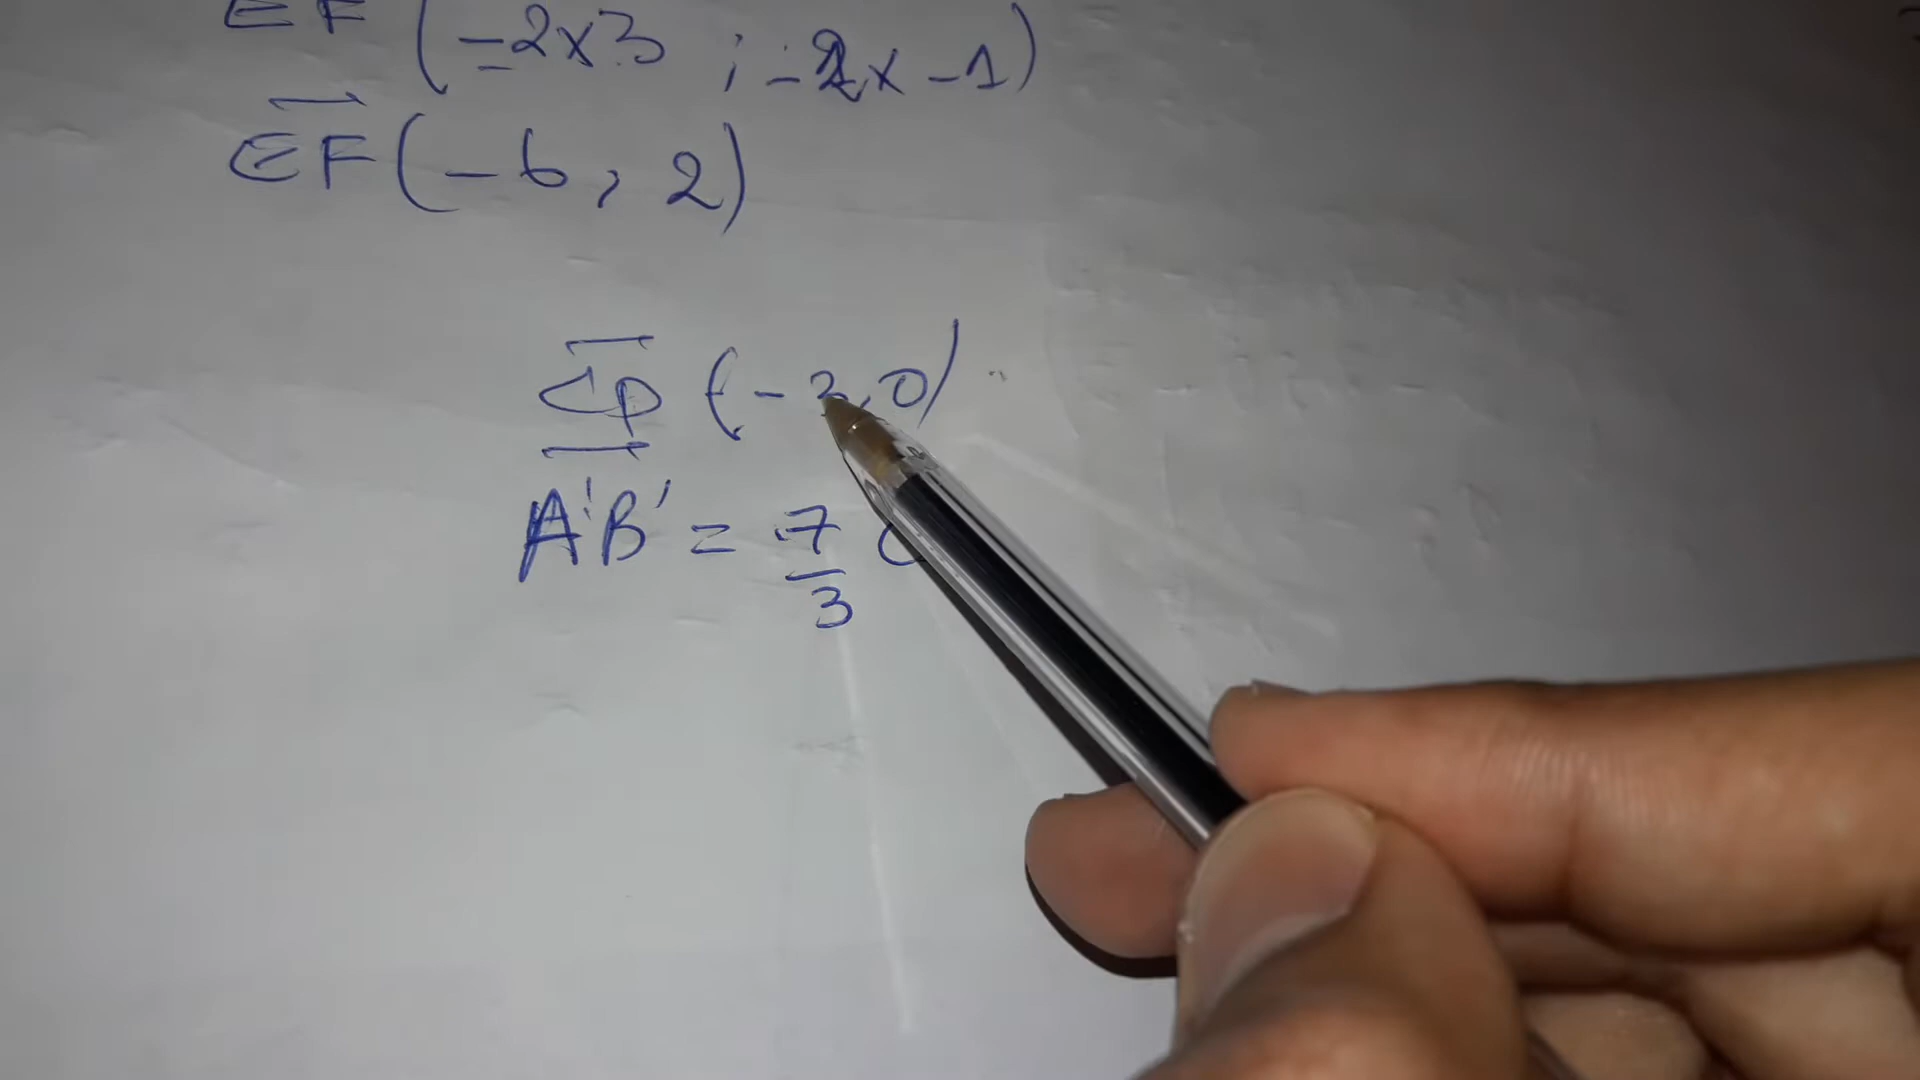 EF (-2x3 ; -2x -1)
EF (-6, 2)
CD (-3,0)
A'B' = 7/3